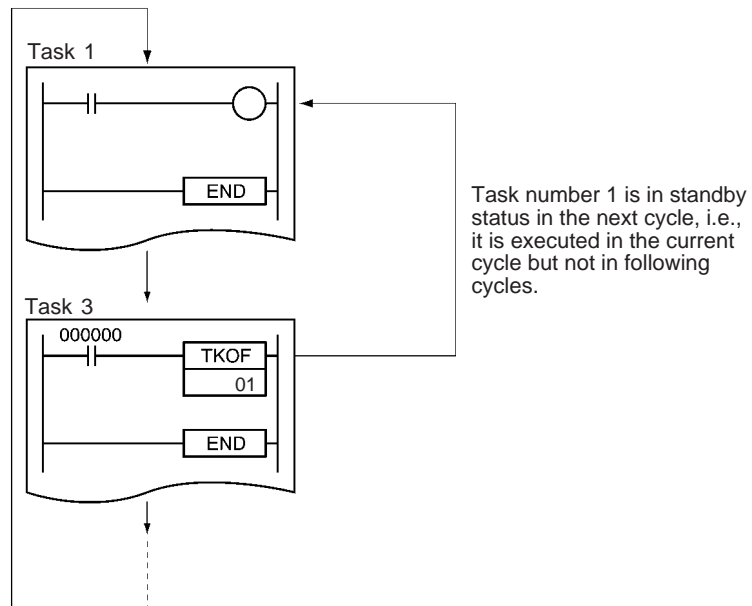 Task 1
END
Task number 1 is in standby
status in the next cycle, i.e.,
it is executed in the current
cycle but not in following
cycles.
Task 3
000000
TKOF
01
END